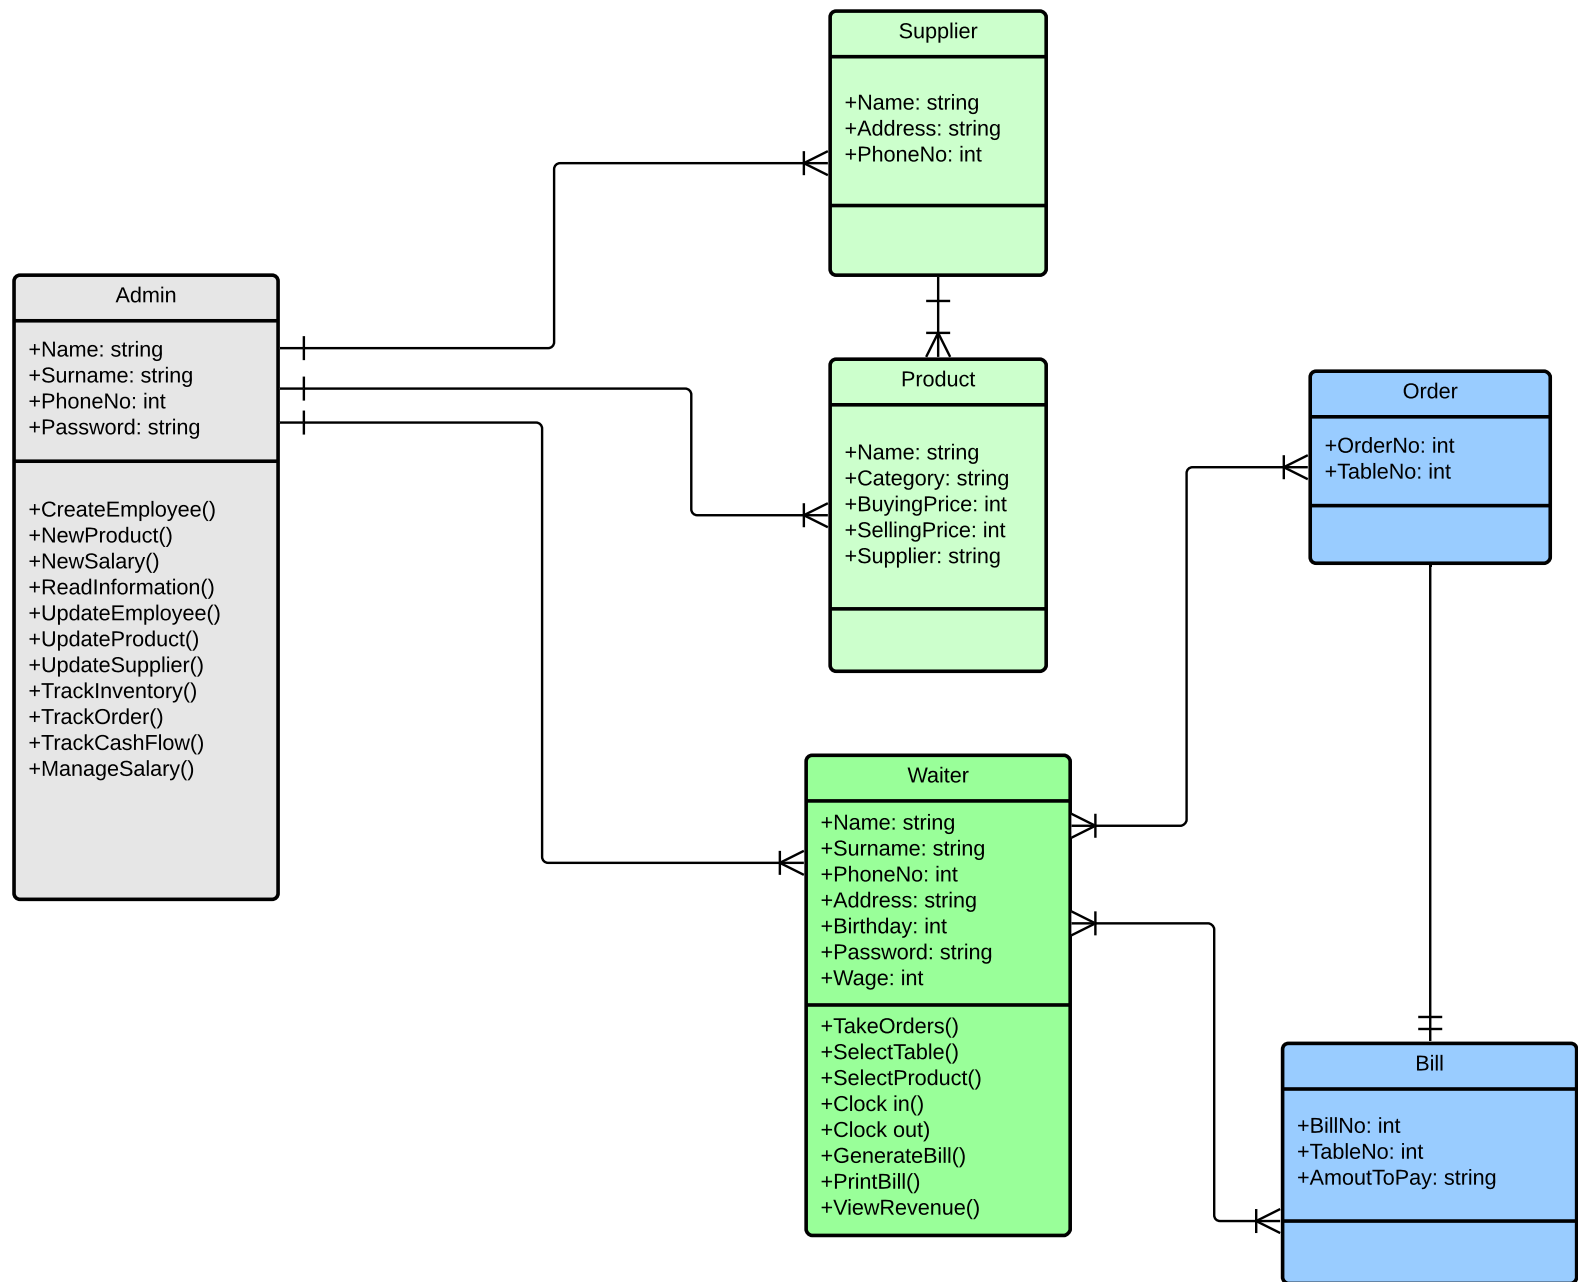 Supplier
+Name: string
+Address: string
+PhoneNo: int
Admin
+Name: string
+Surname: string
+PhoneNo: int
+Password: string
+CreateEmployee()
+NewProduct()
+NewSalary()
+ReadInformation()
+UpdateEmployee()
+UpdateProduct()
+UpdateSupplier()
+TrackInventory()
+TrackOrder()
+TrackCashFlow()
+ManageSalary()
Product
+Name: string
+Category: string
+BuyingPrice: int
+SellingPrice: int
+Supplier: string
Order
+OrderNo: int
+TableNo: int
Waiter
+Name: string
+Surname: string
+PhoneNo: int
+Address: string
+Birthday: int
+Password: string
+Wage: int
+TakeOrders()
+SelectTable()
+SelectProduct()
+Clock in()
+Clock out)
+GenerateBill()
+PrintBill()
+ViewRevenue()
Bill
+BillNo: int
+TableNo: int
+AmoutToPay: string